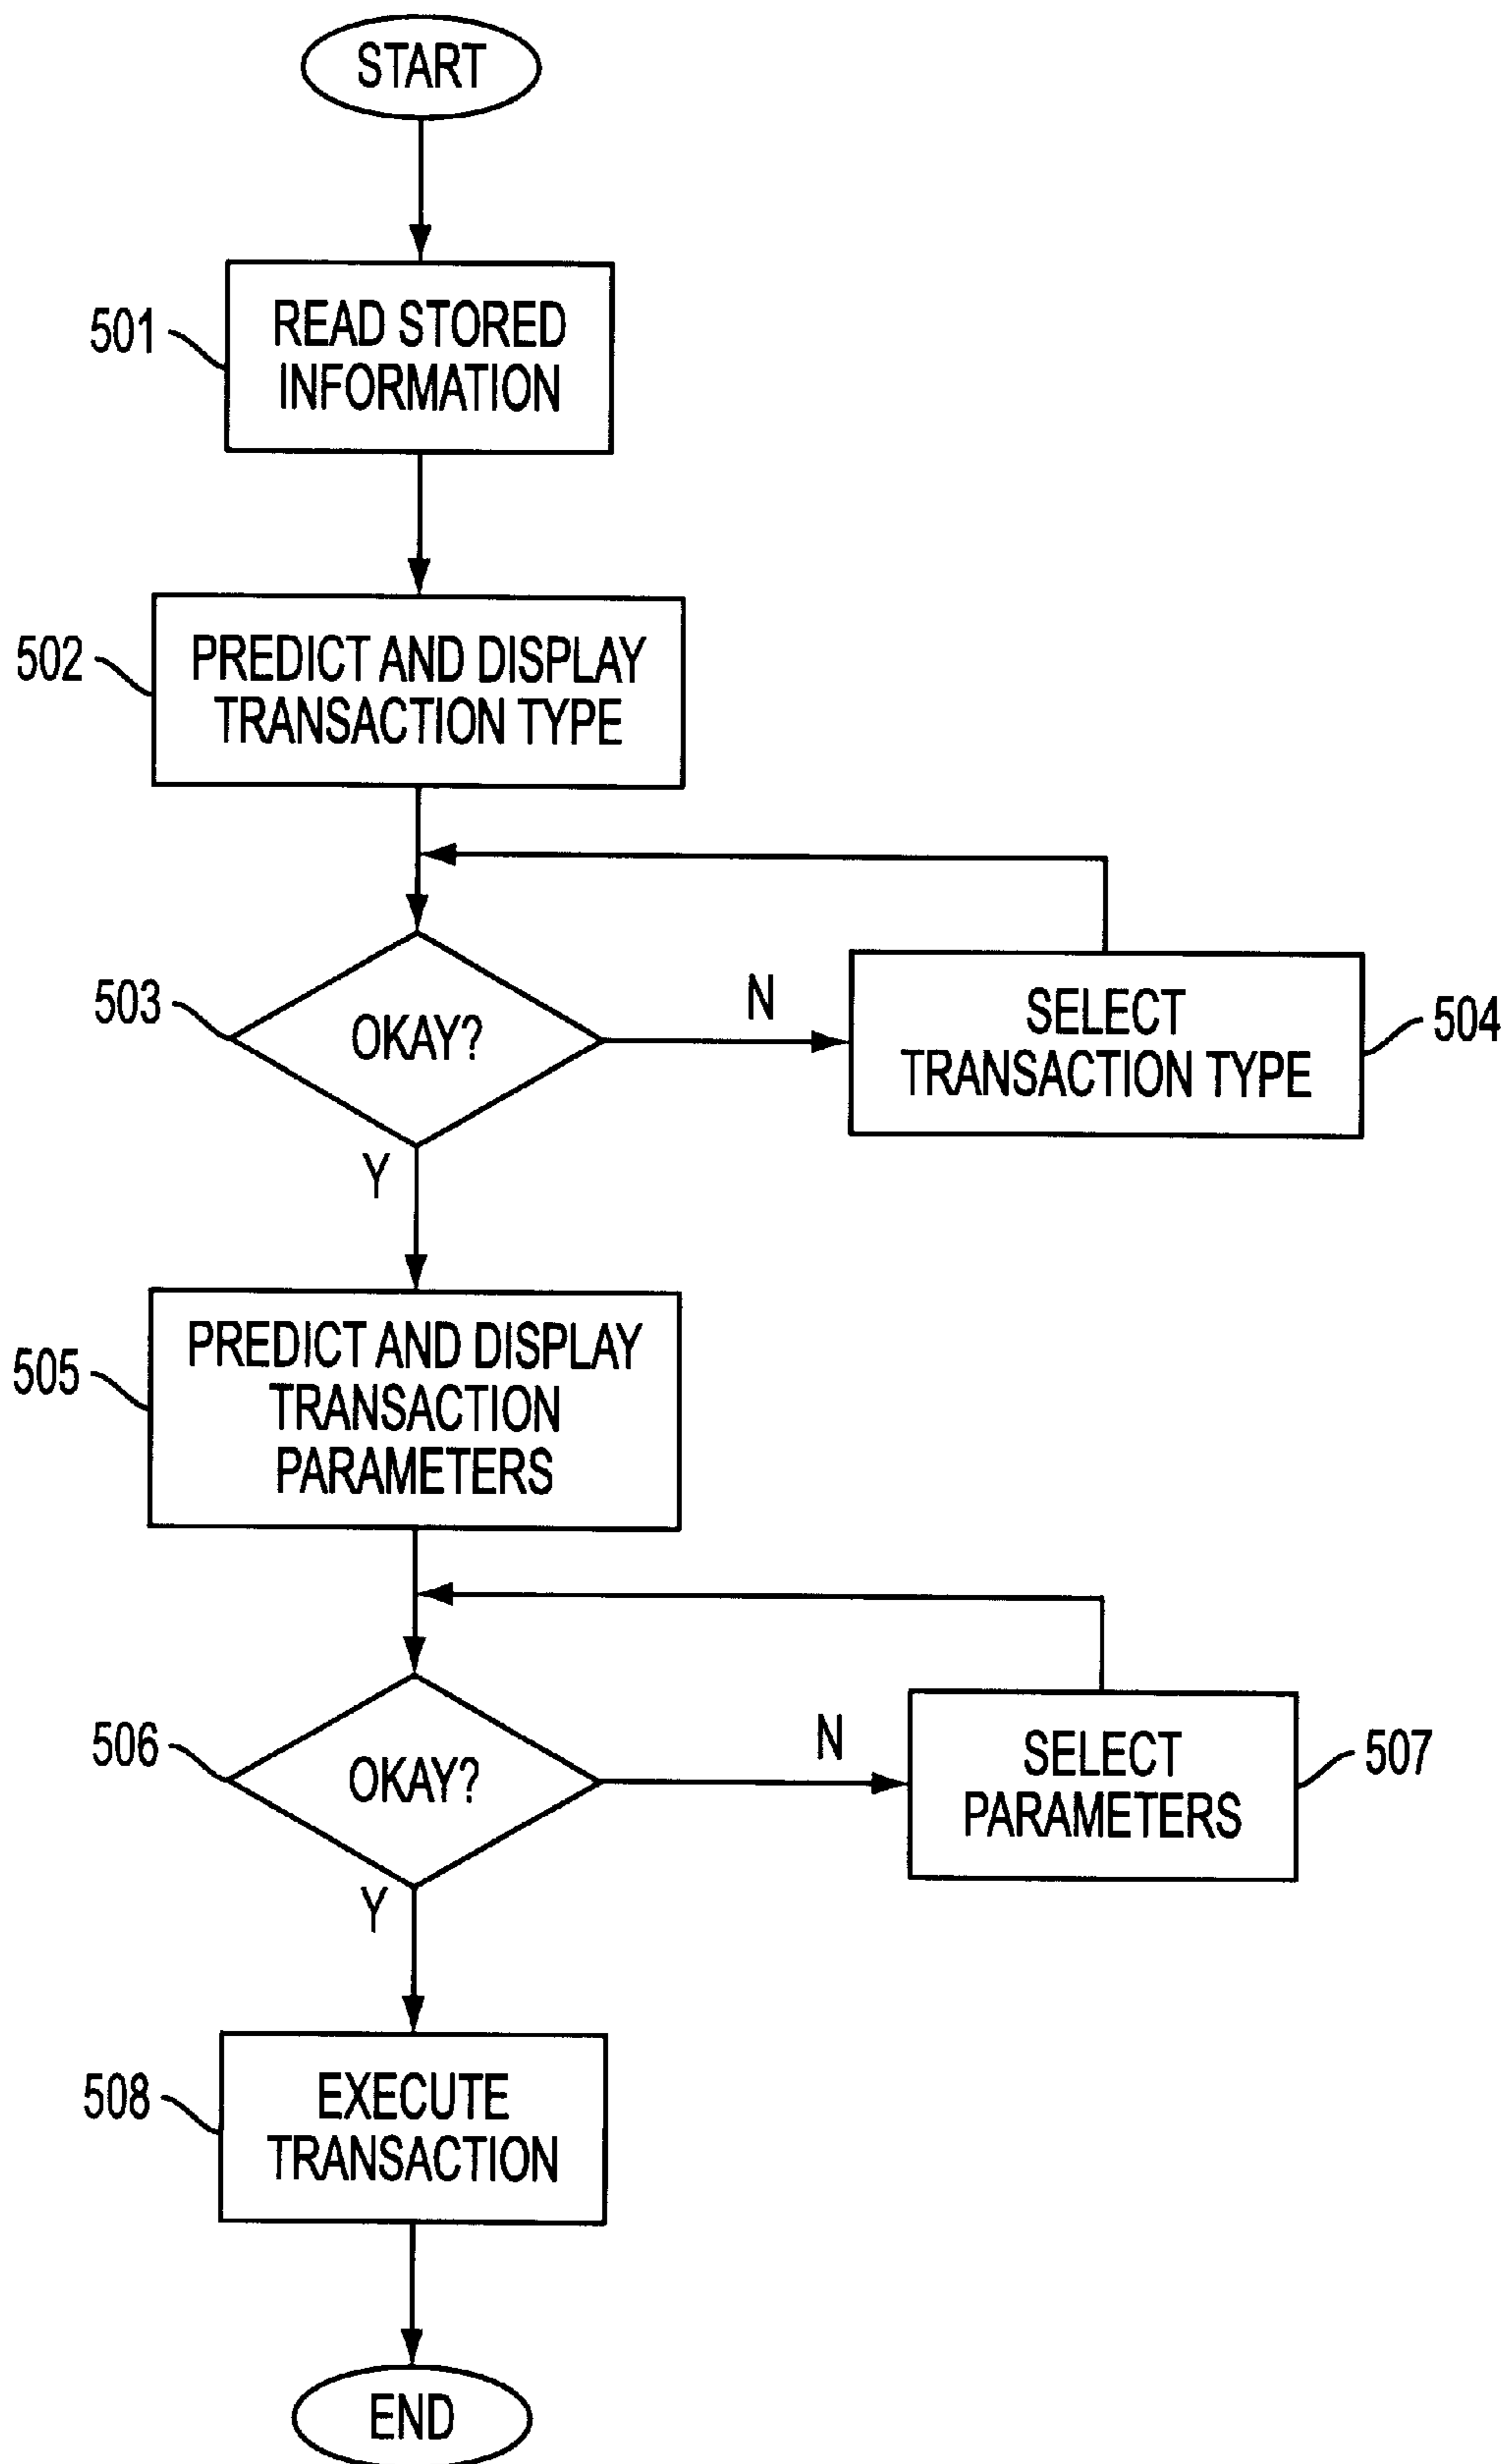 START
501
READ STORED
INFORMATION
502
PREDICT AND DISPLAY
TRANSACTION TYPE
503
OKAY?
N
SELECT
TRANSACTION TYPE
504
Y
505
PREDICT AND DISPLAY
TRANSACTION
PARAMETERS
506
OKAY?
N
SELECT
PARAMETERS
507
Y
508
EXECUTE
TRANSACTION
END